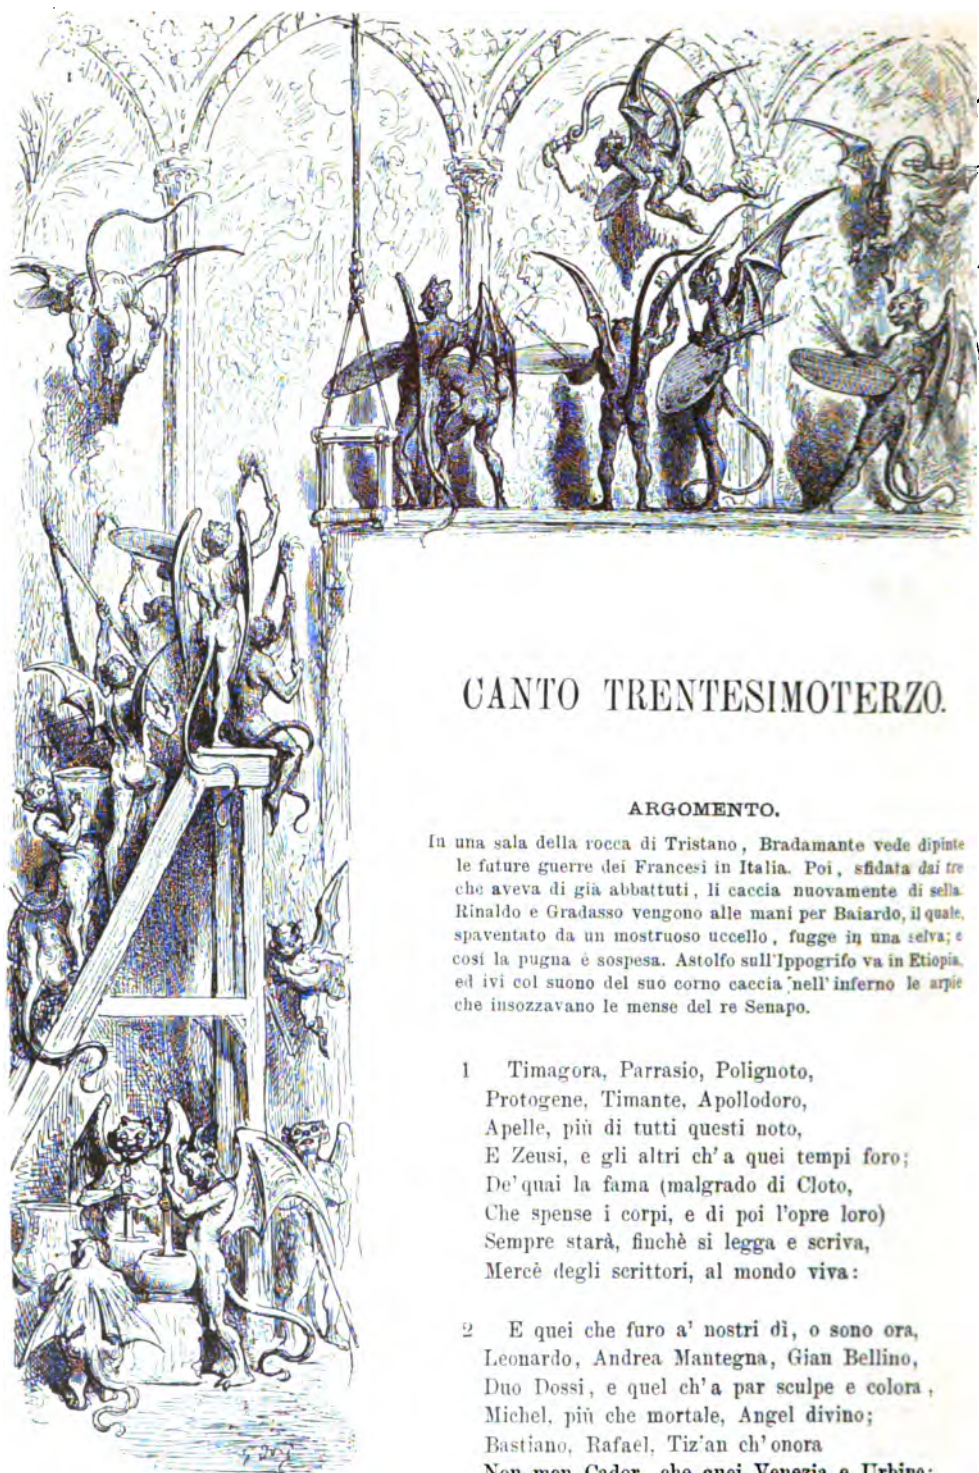 CANTO TRENTESIMOTERZO.
ARGOMENTO.
In una sala della rocca di Tristano, Bradamante vede dipinte
le future guerre dei Francesi in Italia. Poi, sfidata dai tre
che aveva di già abbattuti, li caccia nuovamente di sella.
Rinaldo e Gradasso vengono alle mani per Baiardo, il quale,
spaventato da un mostruoso uccello, fugge in una selva; e
così la pugna è sospesa. Astolfo sull'Ippogrifo va in Etiopia,
ed ivi col suono del suo corno caccia nell'inferno le arpie
che insozzavano le mense del re Senapo.
1 Timagora, Parrasio, Polignoto,
Protogene, Timante, Apollodoro,
Apelle, più di tutti questi noto,
E Zeusi, e gli altri ch'a quei tempi foro;
De'quai la fama (malgrado di Cloto,
Che spense i corpi, e di poi l'opre loro)
Sempre starà, finchè si legga e scriva,
Mercè degli scrittori, al mondo viva:
2 E quei che furo a' nostri dì, o sono ora,
Leonardo, Andrea Mantegna, Gian Bellino,
Duo Dossi, e quel ch'a par sculpe e colora,
Michel, più che mortale, Angel divino;
Bastiano, Rafael, Tiz'an ch'onora
Non men Cador, che quei Venezia e Urbino;
G. Doré